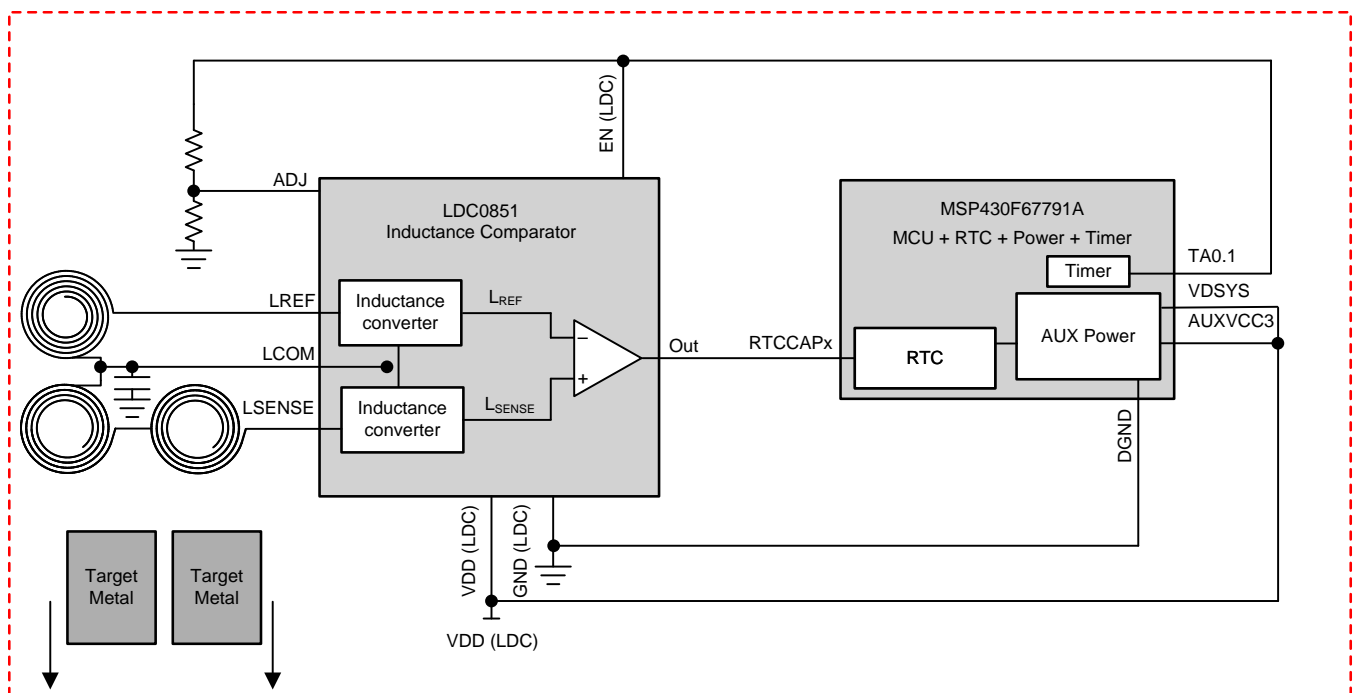 EN (LDC)
ADJ
LDC0851
Inductance Comparator
MSP430F67791A
MCU + RTC + Power + Timer
TA0.1
Timer
VDSYS
AUXVCC3
LREF
Inductance
converter
LREF
−
Out
RTCCAPx
RTC
AUX Power
LCOM
+
LSENSE
Inductance
converter
LSENSE
DGND
VDD (LDC)
GND (LDC)
Target
Metal
Target
Metal
VDD (LDC)